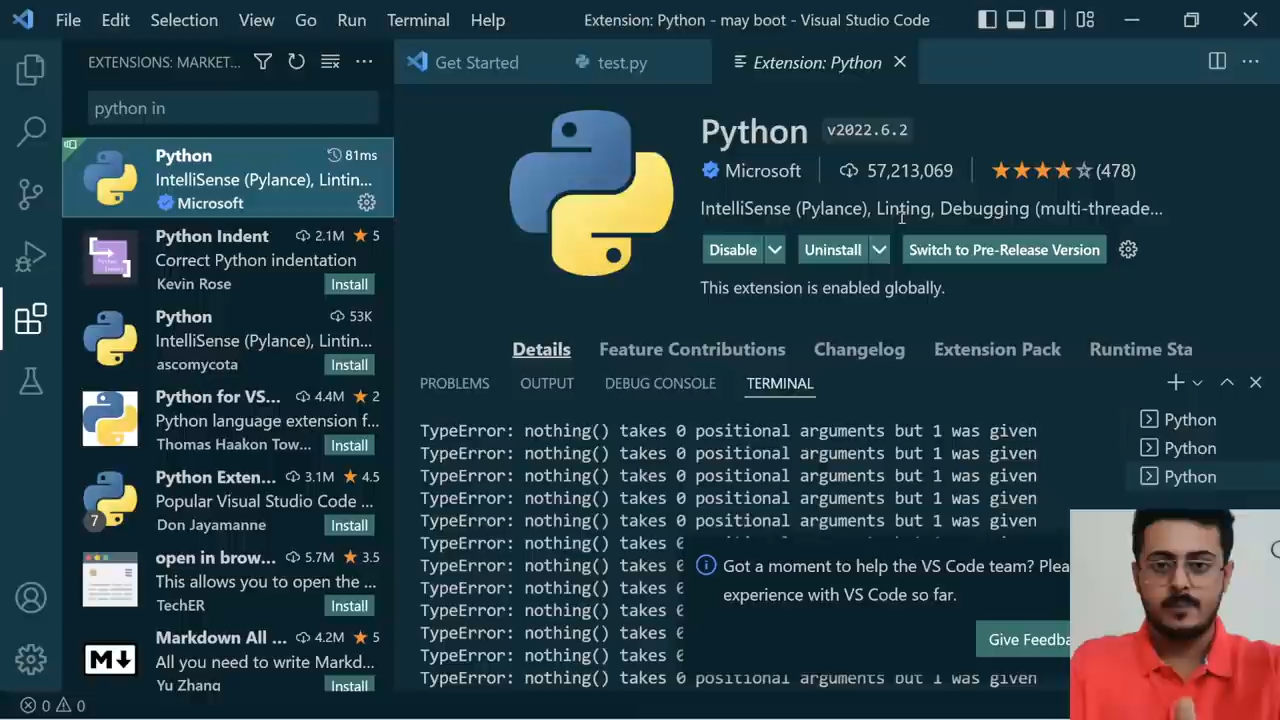 File Edit Selection View Go Run Terminal Help
Extension: Python - may boot - Visual Studio Code
EXTENSIONS: MARKET...
python in
Python 81ms
IntelliSense (Pylance), Lintin...
Microsoft
Python Indent 2.1M 5
Correct Python indentation
Kevin Rose Install
Python 53K
IntelliSense (Pylance), Lintin...
ascomycota Install
Python for VS... 4.4M 2
Python language extension f...
Thomas Haakon Tow... Install
Python Exten... 3.1M 4.5
Popular Visual Studio Code ...
7
Don Jayamanne Install
open in brow... 5.7M 3.5
This allows you to open the ...
TechER Install
Markdown All ... 4.2M 5
M
All you need to write Markd...
Yu Zhang Install
Get Started test.py Extension: Python
Python v2022.6.2
Microsoft 57,213,069 (478)
IntelliSense (Pylance), Linting, Debugging (multi-threade...
Disable Uninstall Switch to Pre-Release Version
This extension is enabled globally.
Details Feature Contributions Changelog Extension Pack Runtime Sta
PROBLEMS OUTPUT DEBUG CONSOLE TERMINAL
TypeError: nothing() takes 0 positional arguments but 1 was given
TypeError: nothing() takes 0 positional arguments but 1 was given
TypeError: nothing() takes 0 positional arguments but 1 was given
TypeError: nothing() takes 0 positional arguments but 1 was given
TypeError: nothing() takes 0 positional arguments but 1 was given
TypeError: nothing() takes 0 positional
TypeError: nothing() takes 0 positional
TypeError: nothing() takes 0 positional
TypeError: nothing() takes 0 positional
TypeError: nothing() takes 0 positional
TypeError: nothing() takes 0 positional
TypeError: nothing() takes 0 positional arguments but 1 was given
Python
Python
Python
Got a moment to help the VS Code team? Plea
experience with VS Code so far.
Give Feedba
0 0